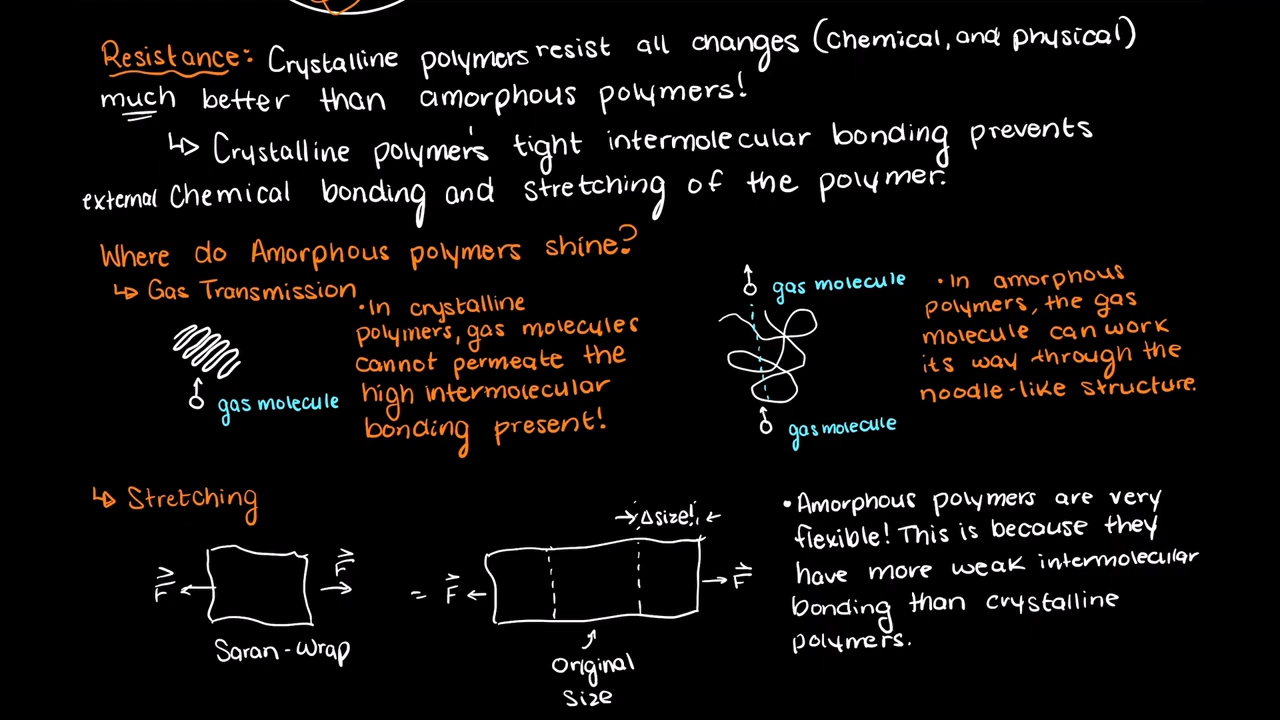 Resistance: Crystalline polymers resist all changes (chemical, and physical)
much better than amorphous polymers!
↳ Crystalline polymer's tight intermolecular bonding prevents
external chemical bonding and stretching of the polymer.
Where do Amorphous polymers shine?
↳ Gas Transmission
• In crystalline
polymers, gas molecules
cannot permeate the
high intermolecular
bonding present!
gas molecule
gas molecule
gas molecule
• In amorphous
polymers, the gas
molecule can work
its way through the
noodle-like structure.
↳ Stretching
F
F
Saran-Wrap
=
F
Δsize!
F
Original
Size
• Amorphous polymers are very
flexible! This is because they
have more weak intermolecular
bonding than crystalline
polymers.